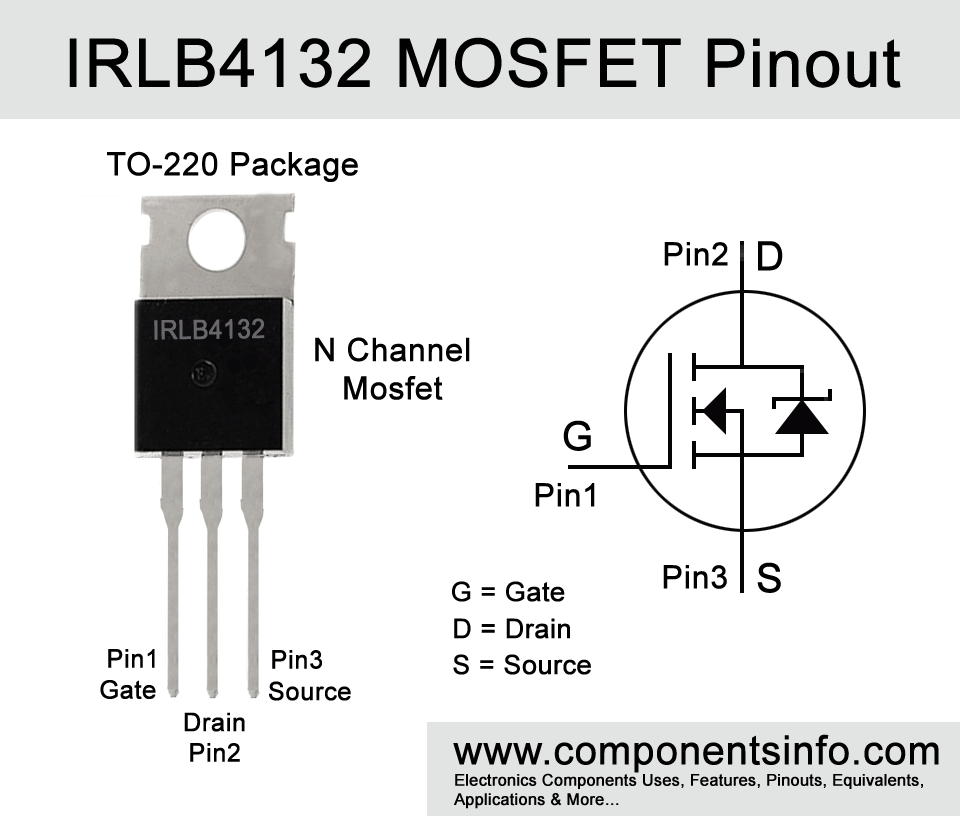 IRLB4132 MOSFET Pinout
TO-220 Package
IRLB4132
N Channel
Mosfet
Pin1
Gate
Drain
Pin2
Pin3
Source
Pin2 D
G
Pin1
Pin3 S
G = Gate
D = Drain
S = Source
www.componentsinfo.com
Electronics Components Uses, Features, Pinouts, Equivalents,
Applications & More...